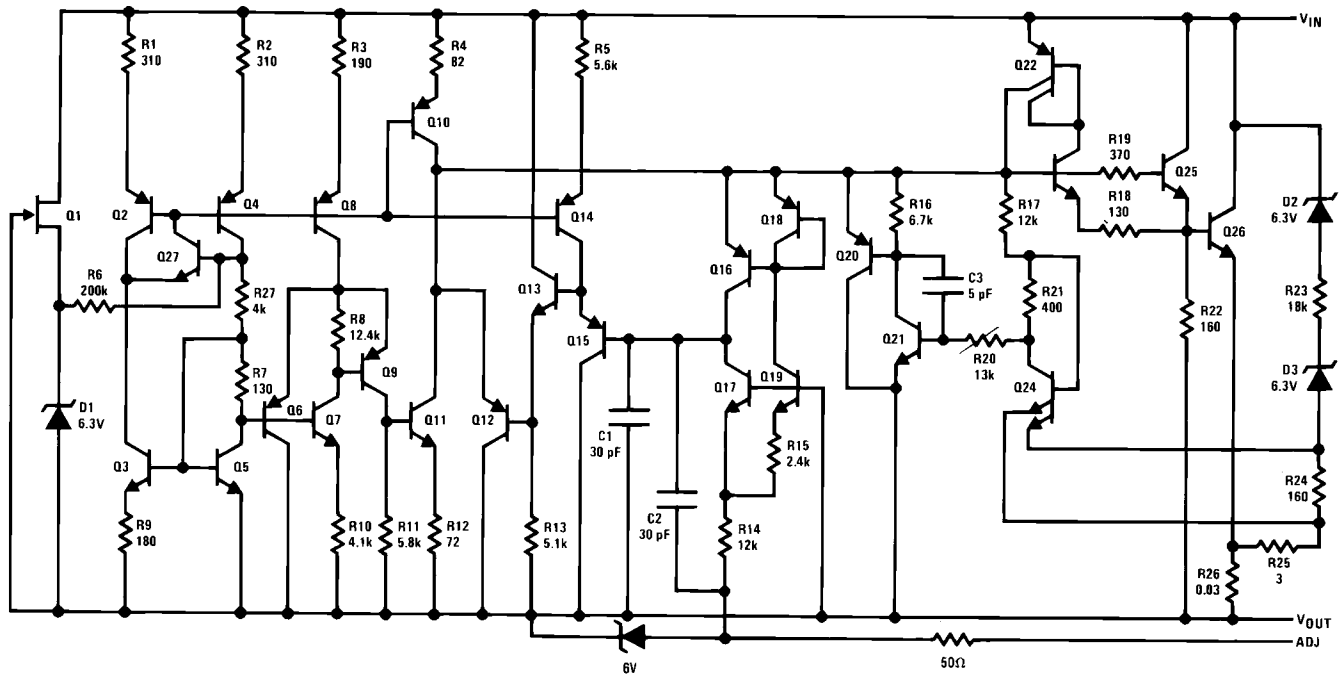 R1
310
R2
310
R3
190
R4
82
R5
5.6k
VIN
Q22
Q10
R19
370
Q25
R18
130
Q1
Q2
Q4
Q8
Q14
Q18
R16
6.7k
R17
12k
Q26
D2
6.3V
Q27
R6
200k
R27
4k
Q13
Q16
Q20
C3
5 pF
R21
400
R22
160
R23
18k
R8
12.4k
Q15
Q21
R20
13k
D1
6.3V
R7
130
Q6
Q7
Q9
Q11
Q12
Q17
Q19
Q24
D3
6.3V
C1
30 pF
R15
2.4k
Q3
Q5
R24
160
R9
180
R10
4.1k
R11
5.8k
R12
72
R13
5.1k
C2
30 pF
R14
12k
R25
3
R26
0.03
VOUT
ADJ
6V
50Ω